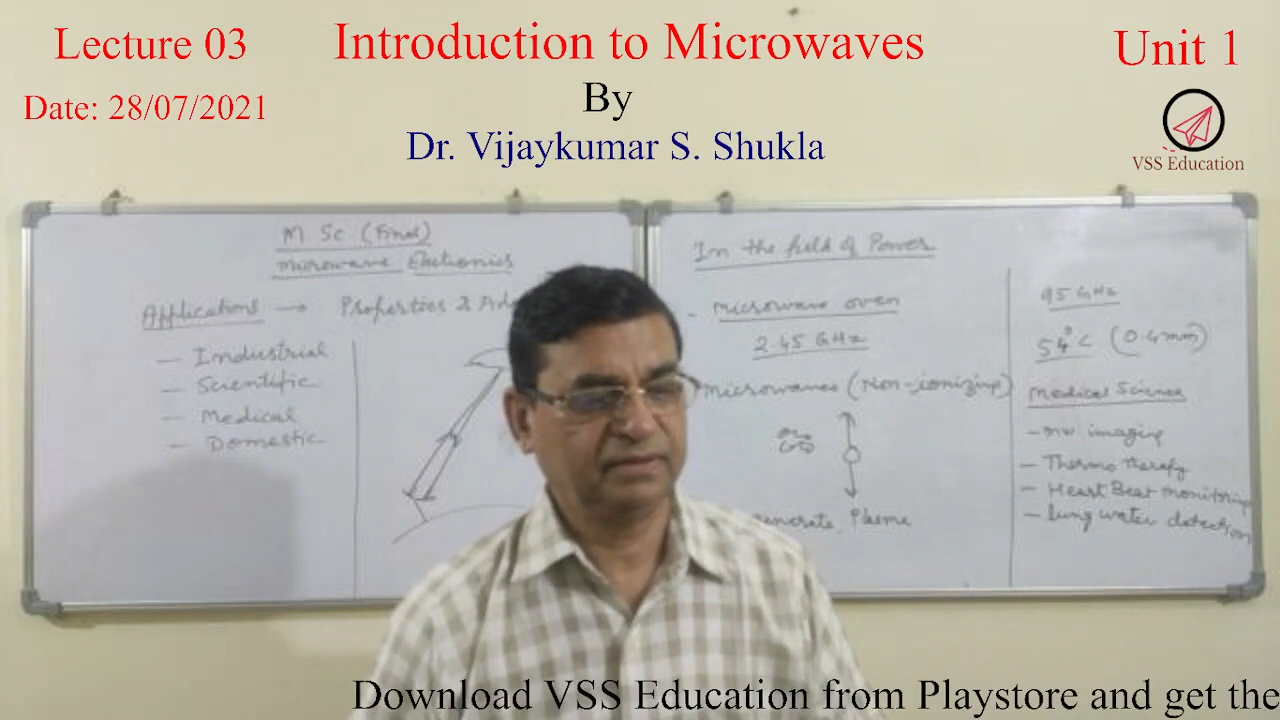 Lecture 03
Introduction to Microwaves
Unit 1
Date: 28/07/2021
By
Dr. Vijaykumar S. Shukla
VSS Education
M Sc (Final)
Microwave Electronics
Applications → Properties &
— Industrial
— Scientific
— Medical
— Domestic
In the field of Power
- Microwave oven
2.45 GHz
Microwaves (Non-ionizing)
Plasma
95 GHz
54°C (0.4mm)
Medical Science
- mw imaging
- Thermo therapy
- Heart Beat monitoring
- lung water detection
Download VSS Education from Playstore and get the